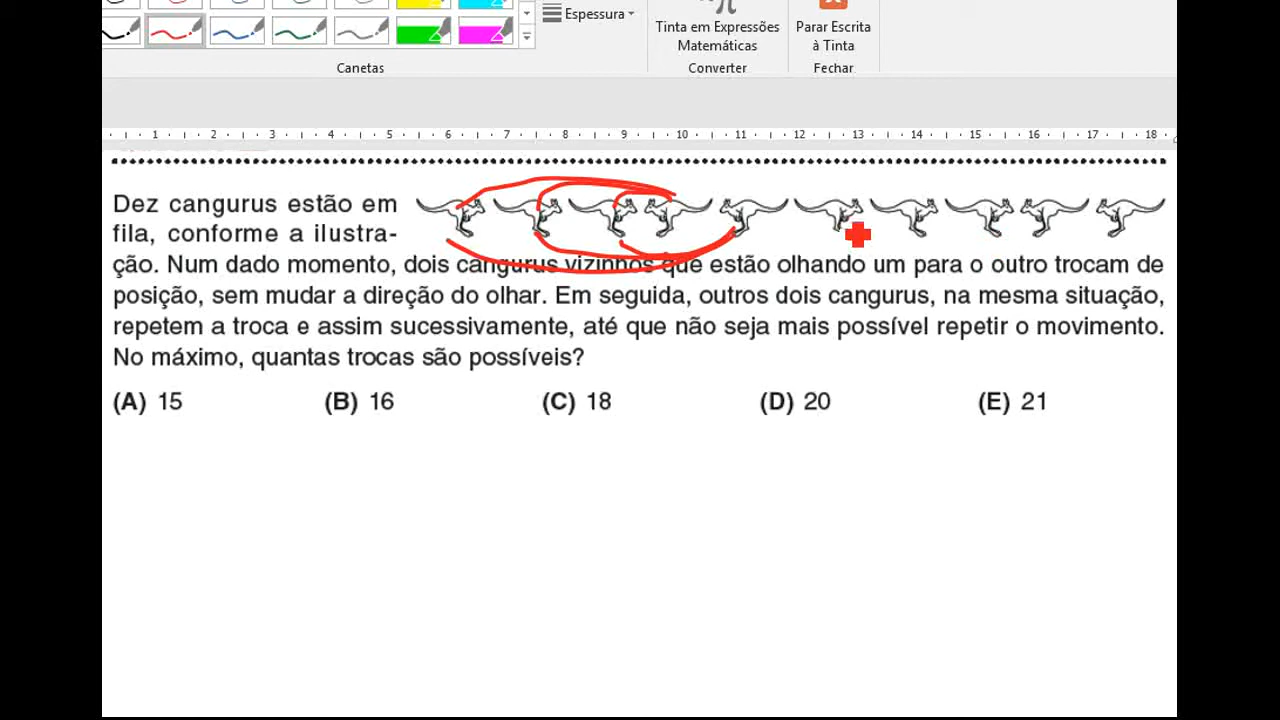 Espessura
Tinta em Expressões Parar Escrita
Matemáticas à Tinta
Canetas Converter Fechar
1 2 3 4 5 6 7 8 9 10 11 12 13 14 15 16 17 18
Dez cangurus estão em
fila, conforme a ilustra-
ção. Num dado momento, dois cangurus vizinhos que estão olhando um para o outro trocam de
posição, sem mudar a direção do olhar. Em seguida, outros dois cangurus, na mesma situação,
repetem a troca e assim sucessivamente, até que não seja mais possível repetir o movimento.
No máximo, quantas trocas são possíveis?
(A) 15 (B) 16 (C) 18 (D) 20 (E) 21